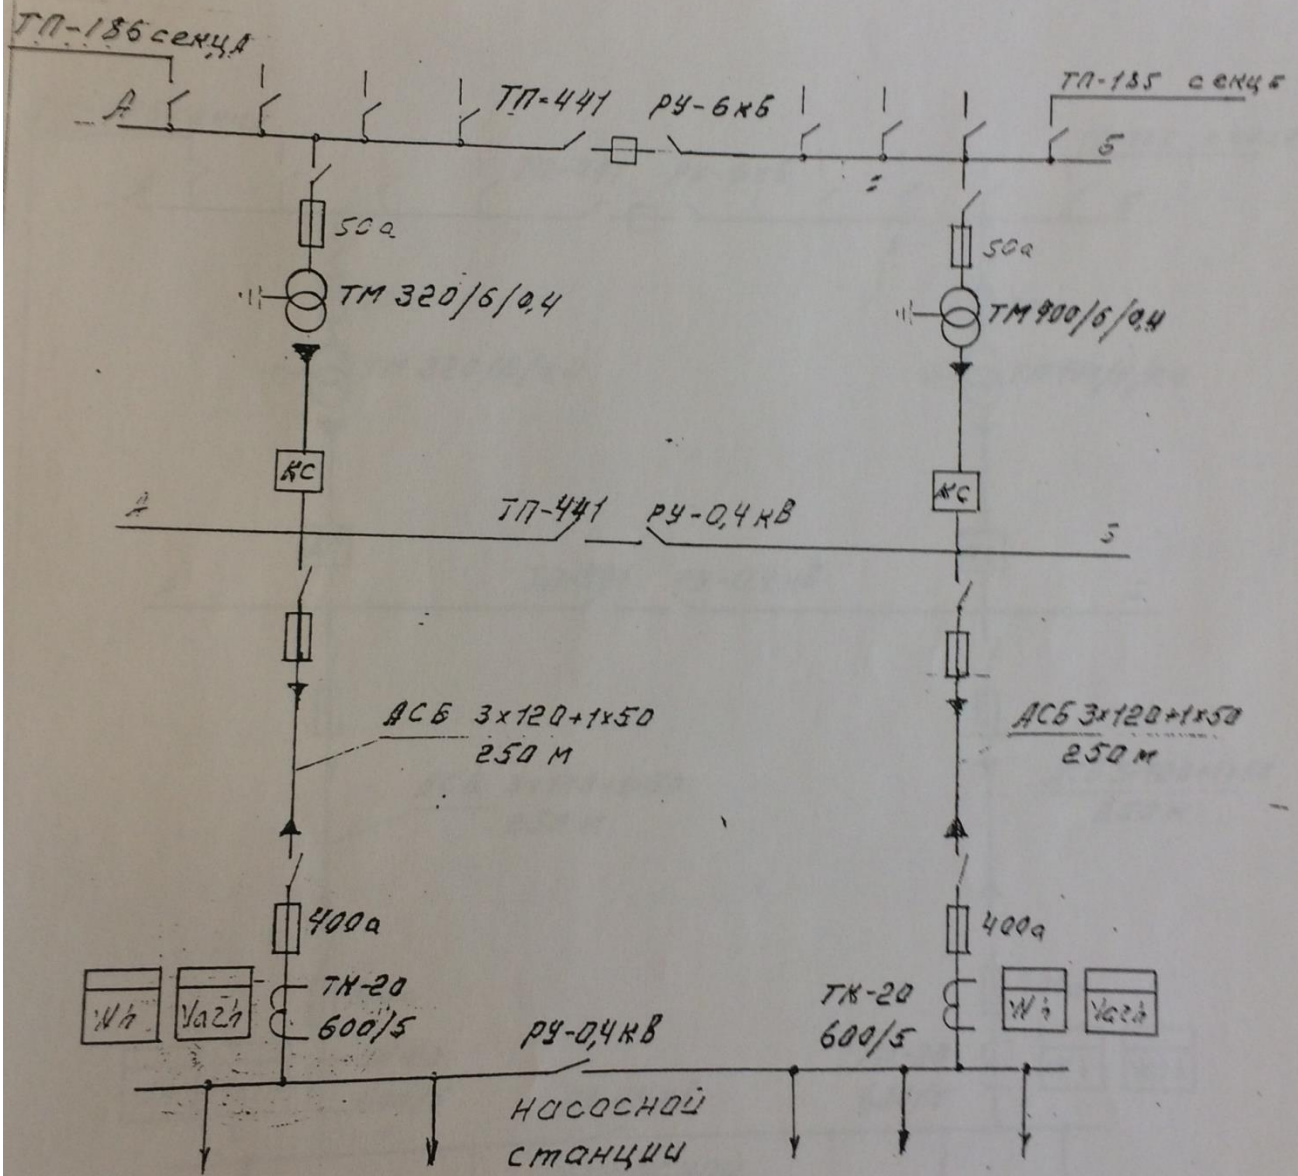 ТП-186 секц А
ТП-185 секц Б
А
ТП-441 РУ-6кВ
Б
50а
50а
ТМ 320/6/0,4
ТМ 400/6/0,4
КС
КС
А
ТП-441 РУ-0,4кВ
Б
АСБ 3х120+1х50
250 м
АСБ 3х120+1х50
250 м
400а
400а
Wh
Varh
ТК-20
600/5
РУ-0,4кВ
ТК-20
600/5
Wh
Varh
насосной
станции